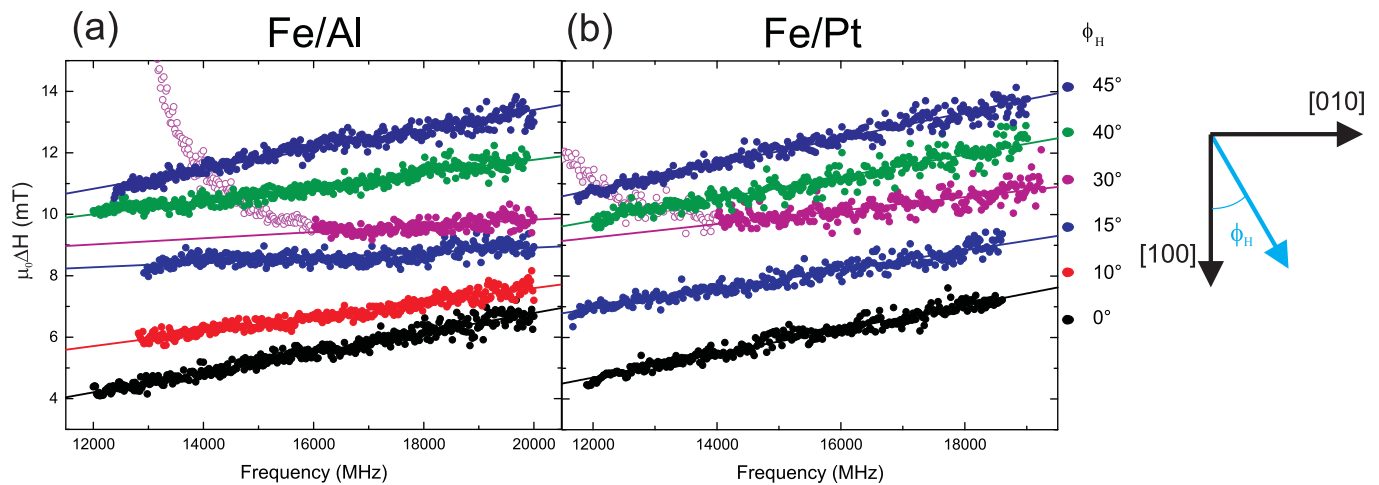 (a) Fe/Al
(b) Fe/Pt
μ₀ΔH (mT)
14
12
10
8
6
4
12000 14000 16000 18000 20000
Frequency (MHz)
12000 14000 16000 18000
Frequency (MHz)
ϕH
45°
40°
30°
15°
10°
0°
[010]
[100]
ϕH